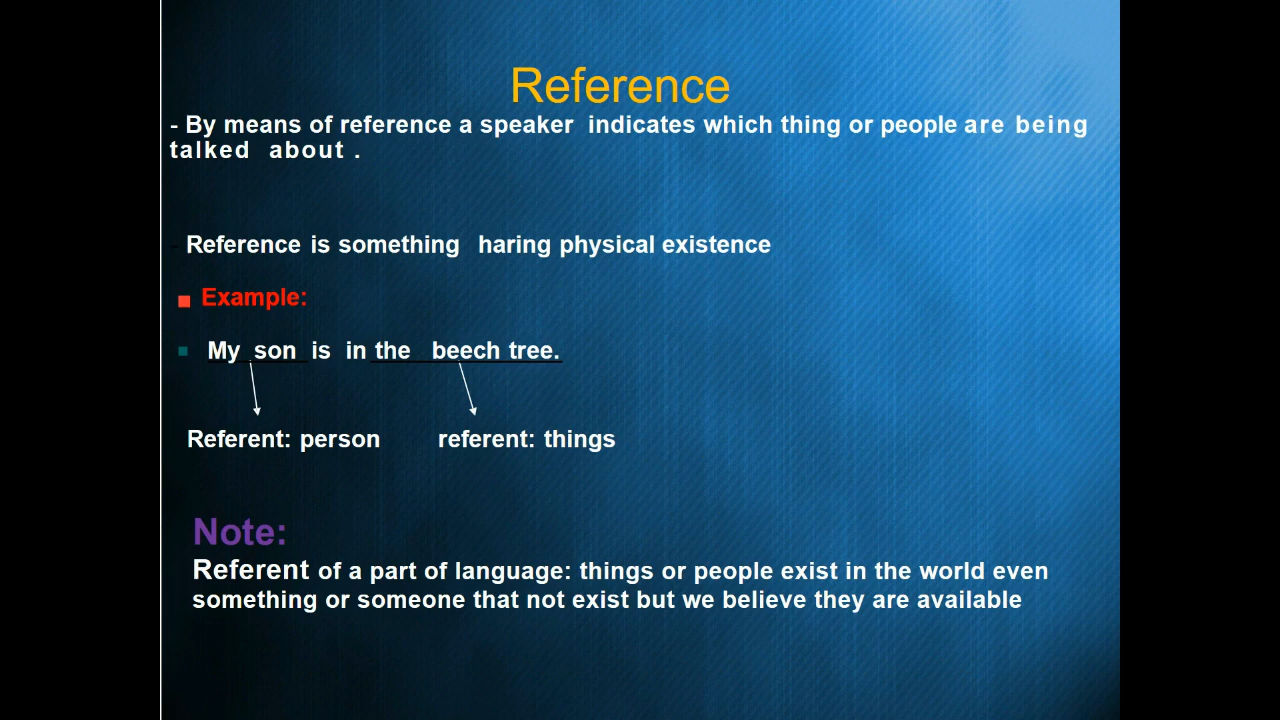 Reference
- By means of reference a speaker indicates which thing or people are being
talked about .
- Reference is something haring physical existence
Example:
My son is in the beech tree.
Referent: person referent: things
Note:
Referent of a part of language: things or people exist in the world even
something or someone that not exist but we believe they are available